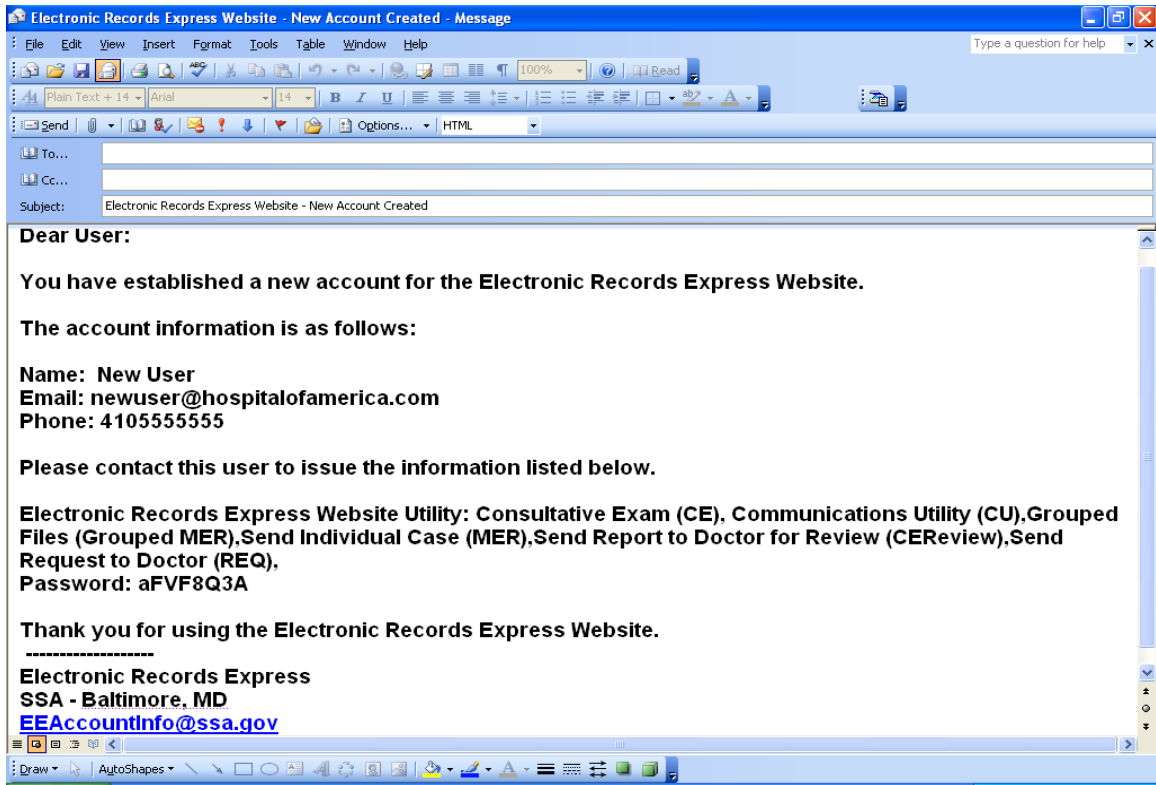 Electronic Records Express Website - New Account Created - Message
File Edit View Insert Format Tools Table Window Help Type a question for help
100% Read
Plain Text + 14 Arial 14 B I U
Send Options... HTML
To...
Cc...
Subject: Electronic Records Express Website - New Account Created
Dear User:
You have established a new account for the Electronic Records Express Website.
The account information is as follows:
Name:  New User
Email: newuser@hospitalofamerica.com
Phone: 4105555555
Please contact this user to issue the information listed below.
Electronic Records Express Website Utility: Consultative Exam (CE), Communications Utility (CU),Grouped
Files (Grouped MER),Send Individual Case (MER),Send Report to Doctor for Review (CEReview),Send
Request to Doctor (REQ),
Password: aFVF8Q3A
Thank you for using the Electronic Records Express Website.
-------------------
Electronic Records Express
SSA - Baltimore, MD
EEAccountInfo@ssa.gov
Draw AutoShapes